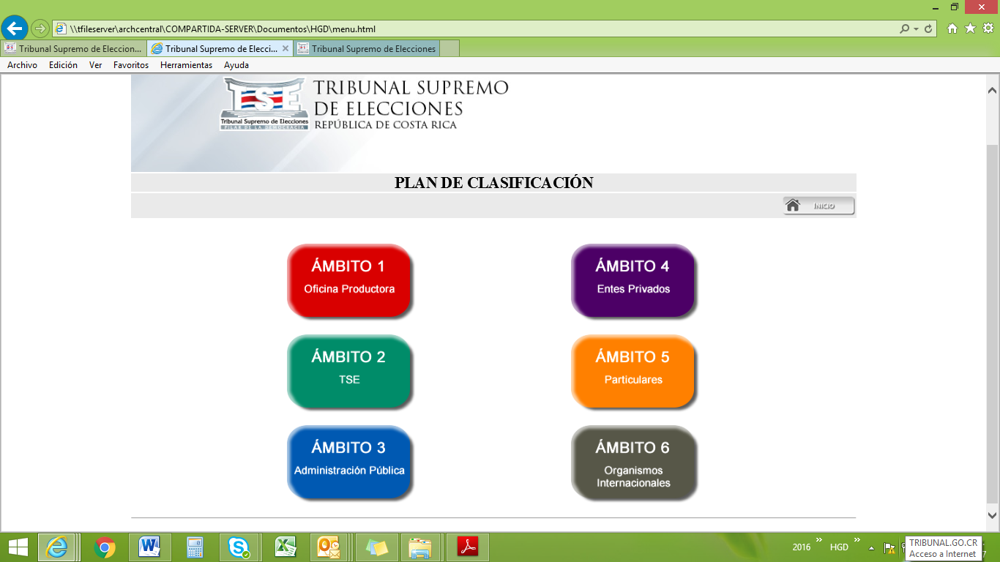 \\tfileserver\archcentral\COMPARTIDA-SERVER\Documentos\HGD\menu.html
Tribunal Supremo de Eleccion...
Tribunal Supremo de Elecci...
Tribunal Supremo de Elecciones
Archivo Edición Ver Favoritos Herramientas Ayuda
TSE
Tribunal Supremo de Elecciones
PILAR DE LA DEMOCRACIA
TRIBUNAL SUPREMO
DE ELECCIONES
REPÚBLICA DE COSTA RICA
PLAN DE CLASIFICACIÓN
INICIO
ÁMBITO 1
Oficina Productora
ÁMBITO 2
TSE
ÁMBITO 3
Administración Pública
ÁMBITO 4
Entes Privados
ÁMBITO 5
Particulares
ÁMBITO 6
Organismos
Internacionales
2016 » HGD »
TRIBUNAL.GO.CR
Acceso a Internet